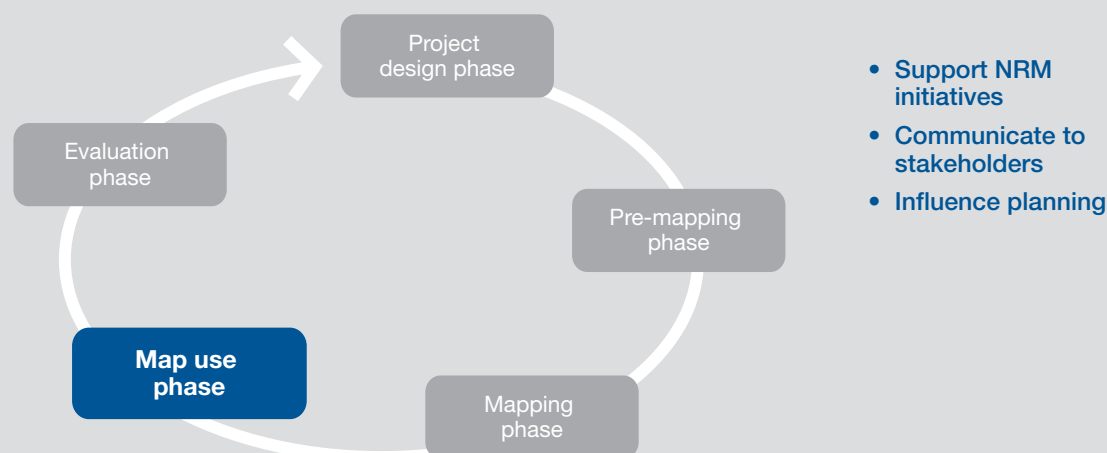 Project
design phase
Evaluation
phase
Pre-mapping
phase
Map use
phase
Mapping
phase
• Support NRM
initiatives
• Communicate to
stakeholders
• Influence planning